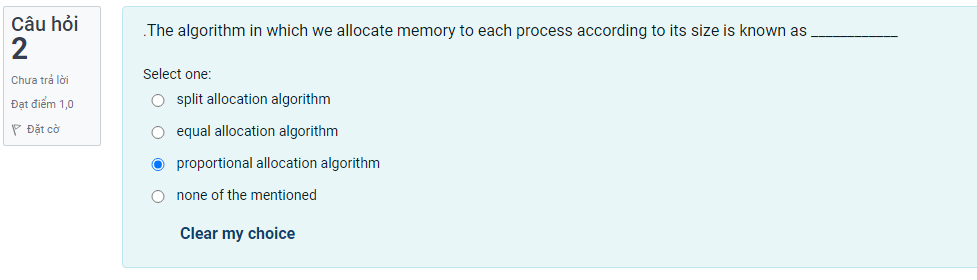 Câu hỏi
2
Chưa trả lời
Đạt điểm 1,0
Đặt cờ
.The algorithm in which we allocate memory to each process according to its size is known as ____________
Select one:
split allocation algorithm
equal allocation algorithm
proportional allocation algorithm
none of the mentioned
Clear my choice